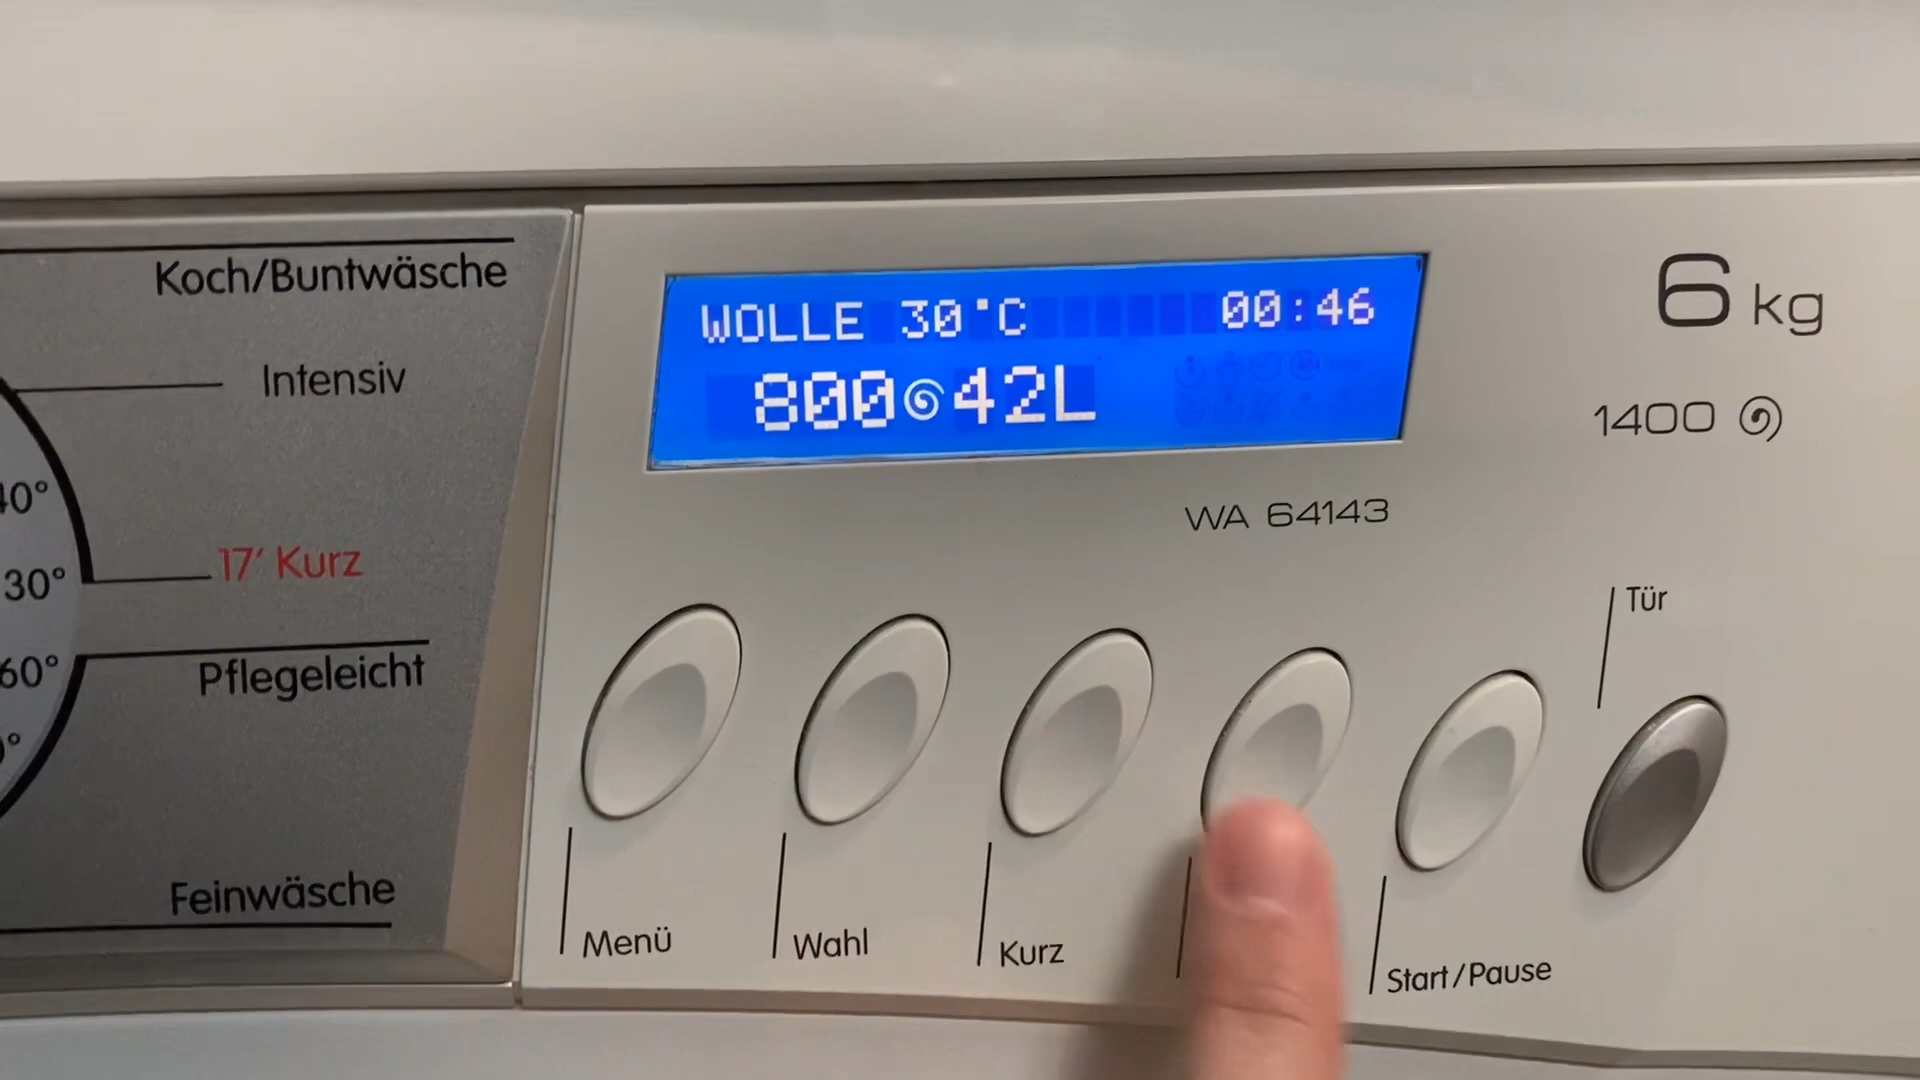 Koch/Buntwäsche
Intensiv
40°
30°
17' Kurz
60°
Pflegeleicht
Feinwäsche
WOLLE 30°C 00:46
800 42L
6 kg
1400
WA 64143
Tür
Menü
Wahl
Kurz
Start/Pause